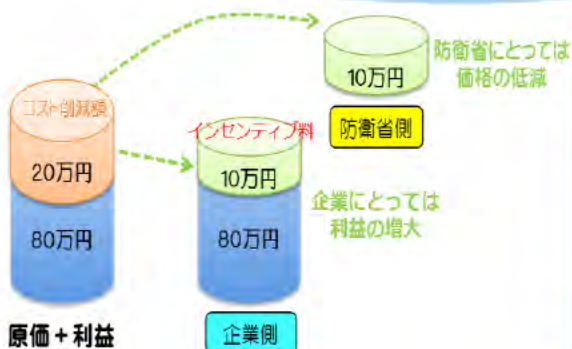 防衛省にとっては
価格の低減
10万円
防衛省側
コスト削減額
20万円
80万円
原価+利益
インセンティブ料
10万円
80万円
企業側
企業にとっては
利益の増大